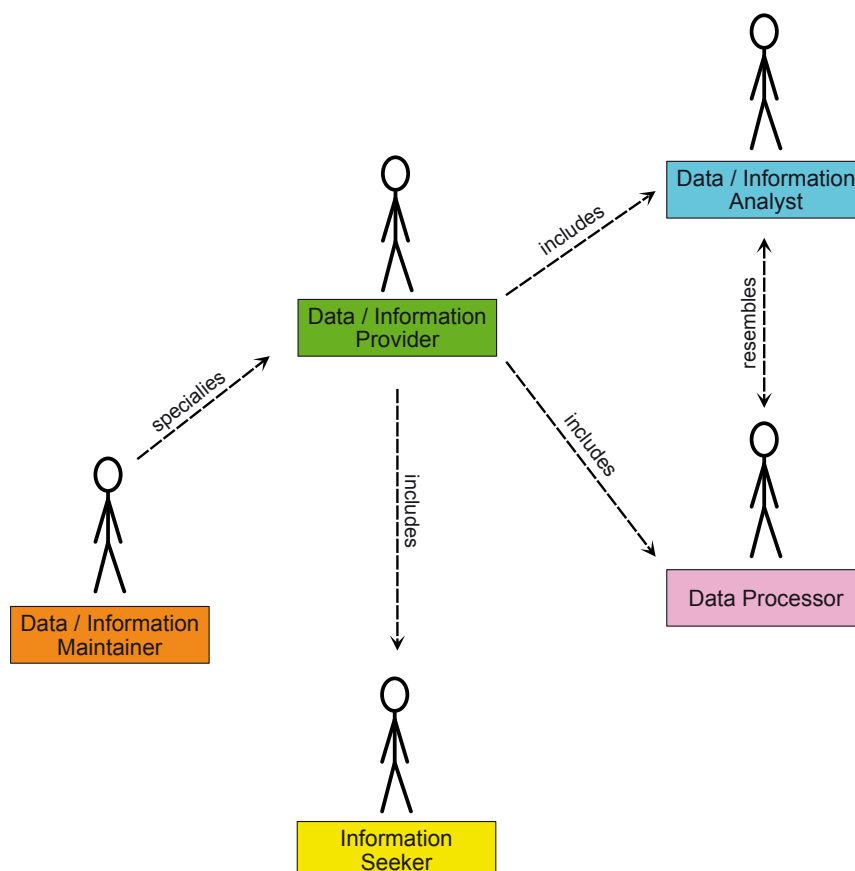 Data / Information
Analyst
includes
Data / Information
Provider
resembles
specialies
includes
includes
Data Processor
Data / Information
Maintainer
Information
Seeker